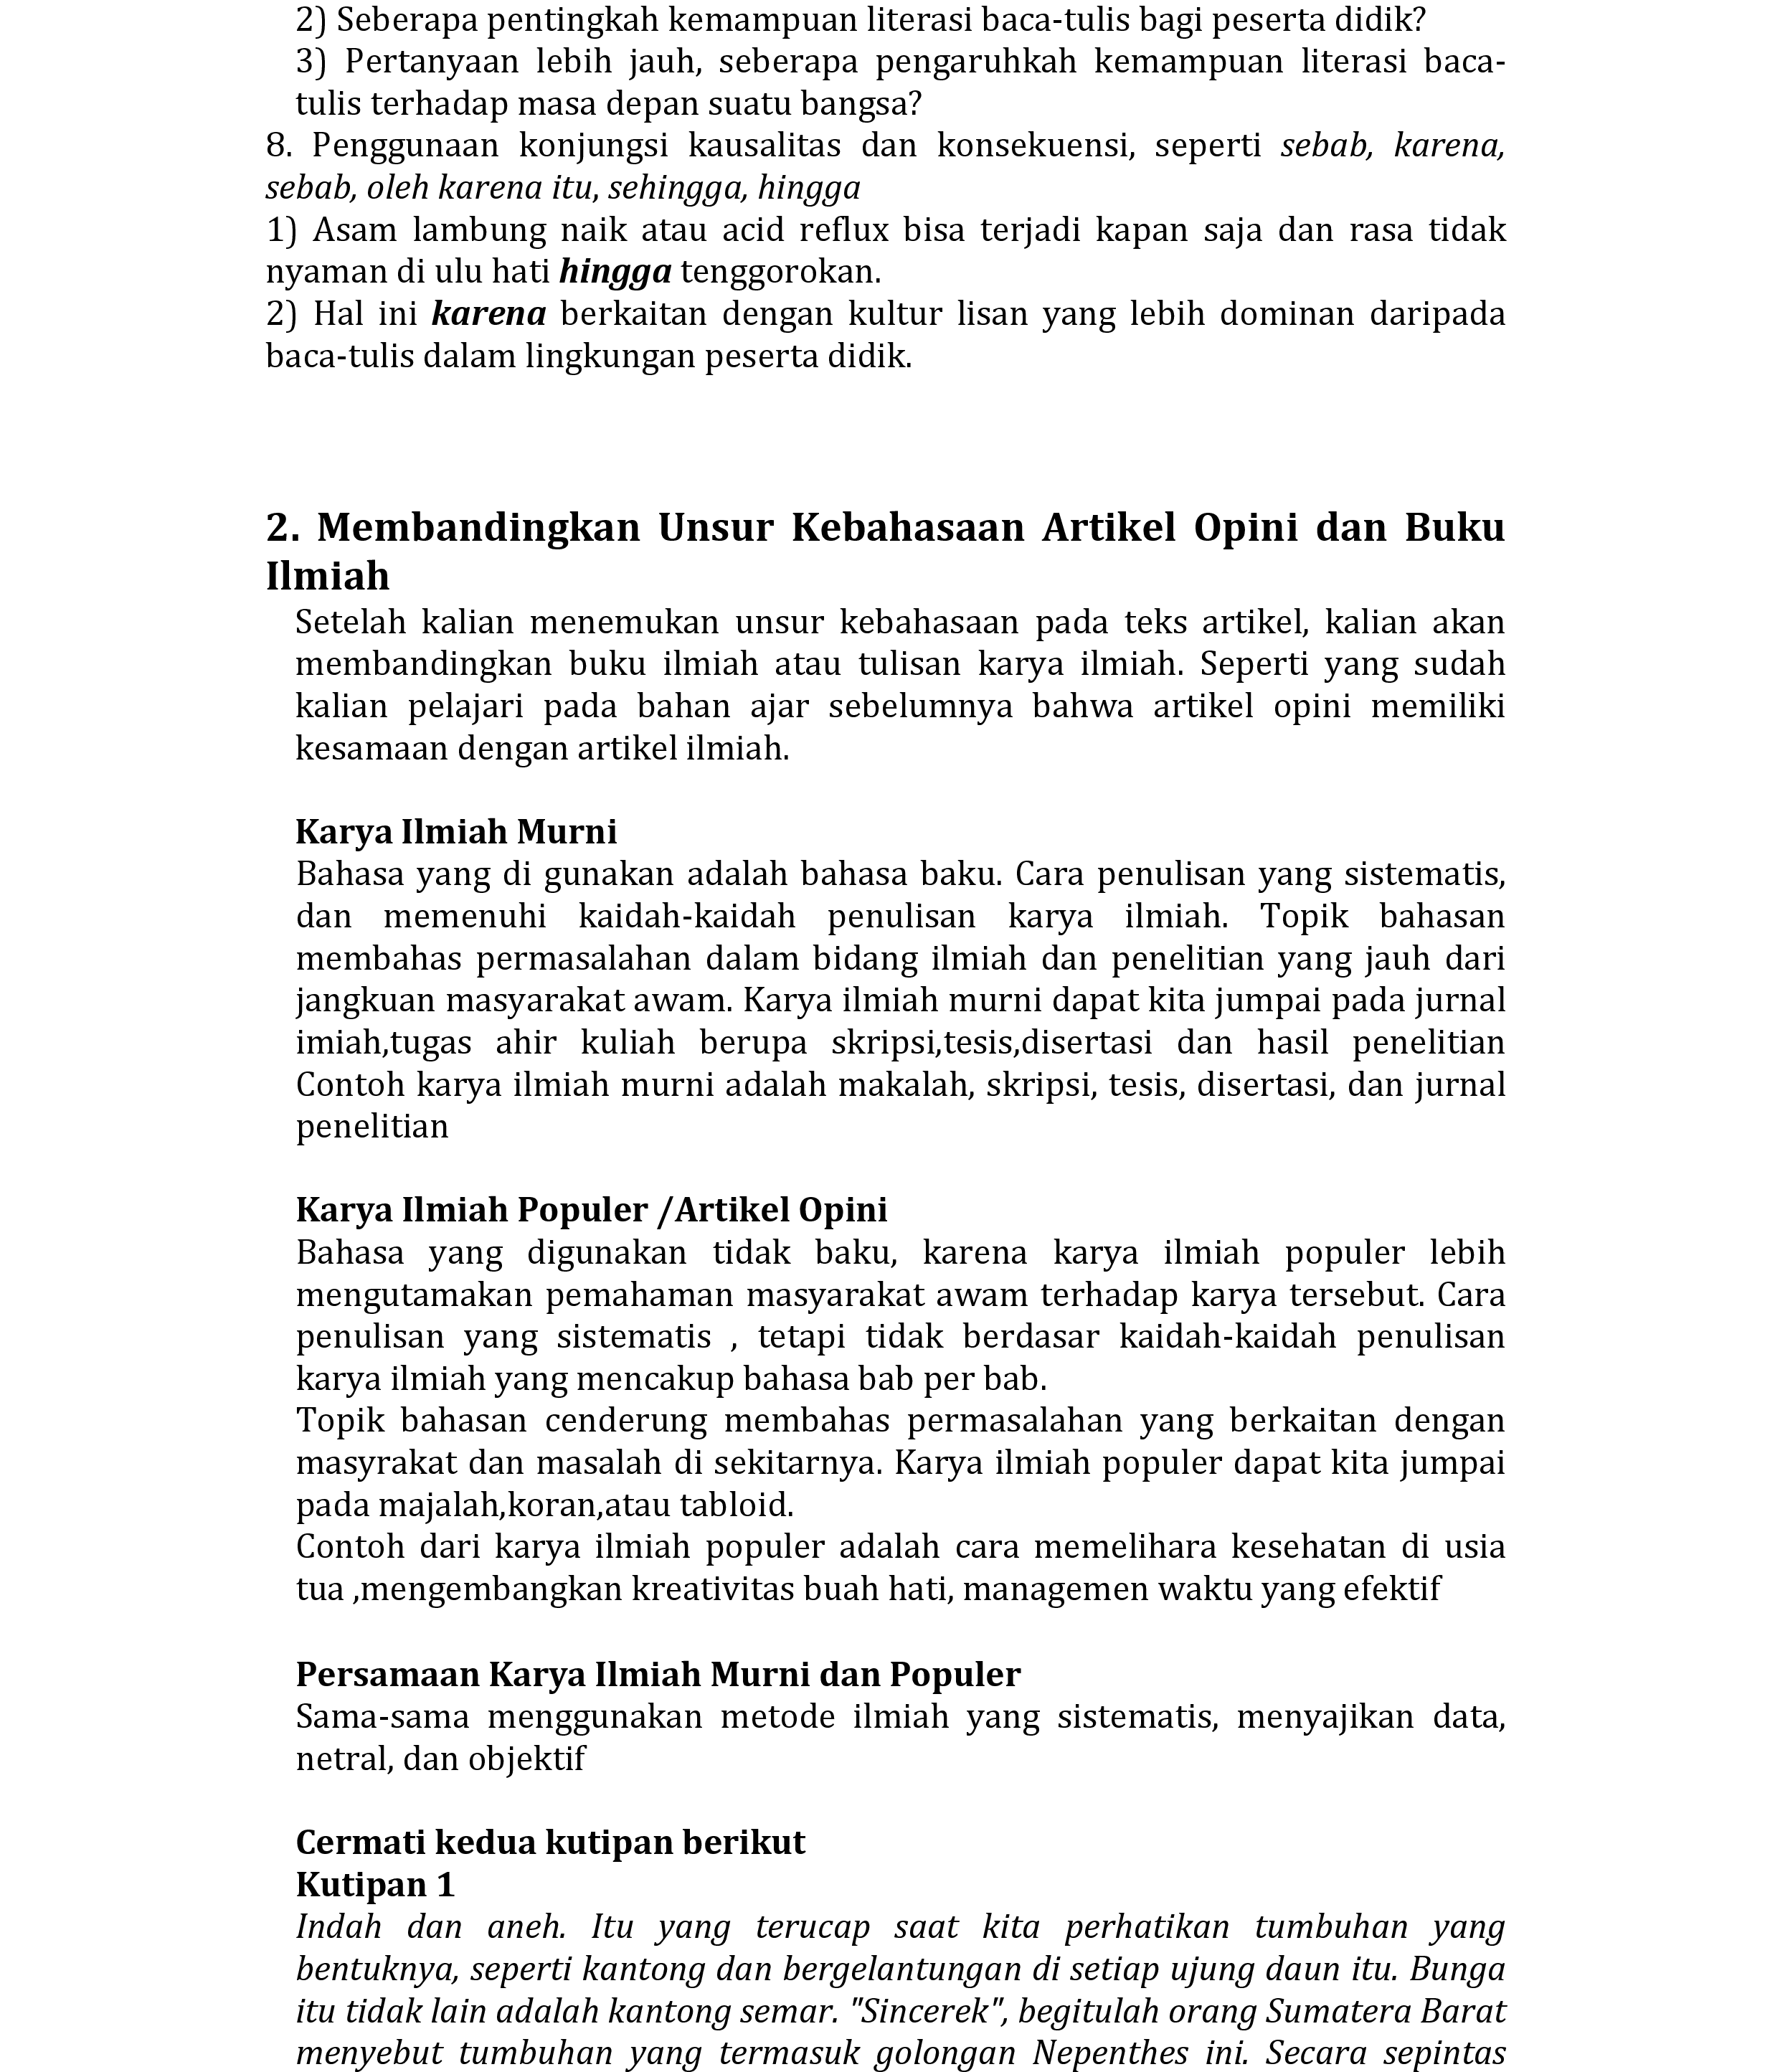 2) Seberapa pentingkah kemampuan literasi baca-tulis bagi peserta didik?
3) Pertanyaan lebih jauh, seberapa pengaruhkah kemampuan literasi baca-
tulis terhadap masa depan suatu bangsa?
8. Penggunaan konjungsi kausalitas dan konsekuensi, seperti sebab, karena,
sebab, oleh karena itu, sehingga, hingga
1) Asam lambung naik atau acid reflux bisa terjadi kapan saja dan rasa tidak
nyaman di ulu hati hingga tenggorokan.
2) Hal ini karena berkaitan dengan kultur lisan yang lebih dominan daripada
baca-tulis dalam lingkungan peserta didik.
2. Membandingkan Unsur Kebahasaan Artikel Opini dan Buku
Ilmiah
Setelah kalian menemukan unsur kebahasaan pada teks artikel, kalian akan
membandingkan buku ilmiah atau tulisan karya ilmiah. Seperti yang sudah
kalian pelajari pada bahan ajar sebelumnya bahwa artikel opini memiliki
kesamaan dengan artikel ilmiah.
Karya Ilmiah Murni
Bahasa yang di gunakan adalah bahasa baku. Cara penulisan yang sistematis,
dan memenuhi kaidah-kaidah penulisan karya ilmiah. Topik bahasan
membahas permasalahan dalam bidang ilmiah dan penelitian yang jauh dari
jangkuan masyarakat awam. Karya ilmiah murni dapat kita jumpai pada jurnal
imiah,tugas ahir kuliah berupa skripsi,tesis,disertasi dan hasil penelitian
Contoh karya ilmiah murni adalah makalah, skripsi, tesis, disertasi, dan jurnal
penelitian
Karya Ilmiah Populer /Artikel Opini
Bahasa yang digunakan tidak baku, karena karya ilmiah populer lebih
mengutamakan pemahaman masyarakat awam terhadap karya tersebut. Cara
penulisan yang sistematis , tetapi tidak berdasar kaidah-kaidah penulisan
karya ilmiah yang mencakup bahasa bab per bab.
Topik bahasan cenderung membahas permasalahan yang berkaitan dengan
masyrakat dan masalah di sekitarnya. Karya ilmiah populer dapat kita jumpai
pada majalah,koran,atau tabloid.
Contoh dari karya ilmiah populer adalah cara memelihara kesehatan di usia
tua ,mengembangkan kreativitas buah hati, managemen waktu yang efektif
Persamaan Karya Ilmiah Murni dan Populer
Sama-sama menggunakan metode ilmiah yang sistematis, menyajikan data,
netral, dan objektif
Cermati kedua kutipan berikut
Kutipan 1
Indah dan aneh. Itu yang terucap saat kita perhatikan tumbuhan yang
bentuknya, seperti kantong dan bergelantungan di setiap ujung daun itu. Bunga
itu tidak lain adalah kantong semar. "Sincerek", begitulah orang Sumatera Barat
menyebut tumbuhan yang termasuk golongan Nepenthes ini. Secara sepintas